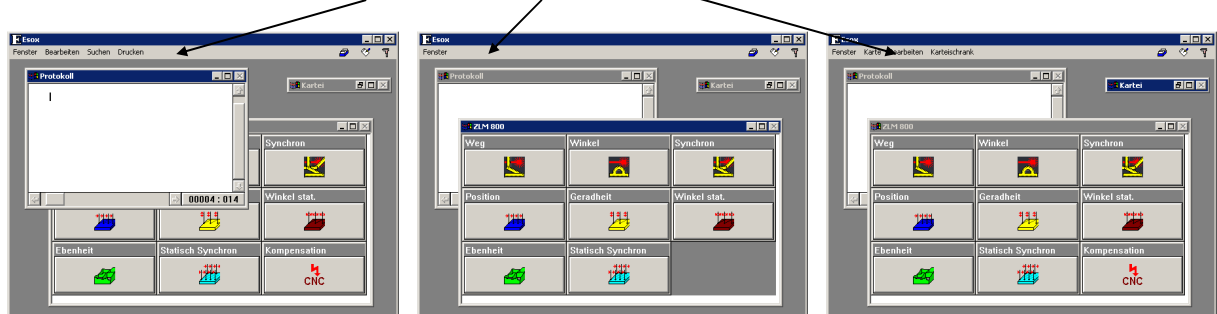 Esox
Fenster Bearbeiten Suchen Drucken
Protokoll
Kartei
00004 : 014
Synchron
Winkel stat.
Ebenheit
Statisch Synchron
Kompensation
CNC
Esox
Fenster
Protokoll
Kartei
ZLM 800
Weg
Winkel
Synchron
Position
Geradheit
Winkel stat.
Ebenheit
Statisch Synchron
Esox
Fenster Karte Bearbeiten Karteischrank
Protokoll
Kartei
ZLM 800
Weg
Winkel
Synchron
Position
Geradheit
Winkel stat.
Ebenheit
Statisch Synchron
Kompensation
CNC